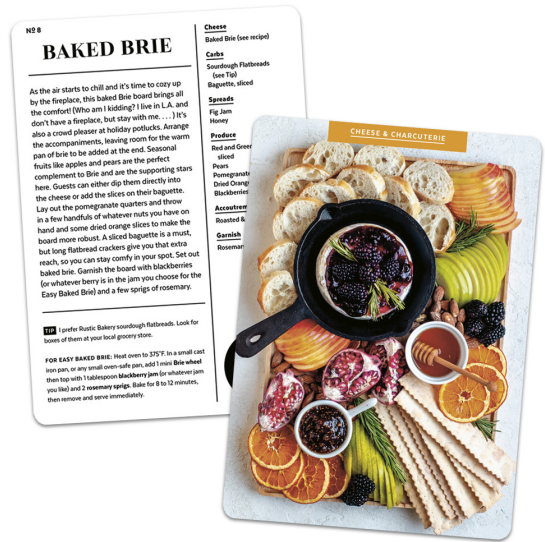 Nº 8
BAKED BRIE
As the air starts to chill and it's time to cozy up
by the fireplace, this baked Brie board brings all
the comfort! (Who am I kidding? I live in L.A. and
don't have a fireplace, but stay with me. . . .) It's
also a crowd pleaser at holiday potlucks. Arrange
the accompaniments, leaving room for the warm
pan of brie to be added at the end. Seasonal
fruits like apples and pears are the perfect
complement to Brie and are the supporting stars
here. Guests can either dip them directly into
the cheese or add the slices on their baguette.
Lay out the pomegranate quarters and throw
in a few handfuls of whatever nuts you have on
hand and some dried orange slices to make the
board more robust. A sliced baguette is a must,
but long flatbread crackers give you that extra
reach, so you can stay comfy in your spot. Set out
baked brie. Garnish the board with blackberries
(or whatever berry is in the jam you choose for the
Easy Baked Brie) and a few sprigs of rosemary.
TIP I prefer Rustic Bakery sourdough flatbreads. Look for
boxes of them at your local grocery store.
FOR EASY BAKED BRIE: Heat oven to 375°F. In a small cast
iron pan, or any small oven-safe pan, add 1 mini Brie wheel
then top with 1 tablespoon blackberry jam (or whatever jam
you like) and 2 rosemary sprigs. Bake for 8 to 12 minutes,
then remove and serve immediately.
Cheese
Baked Brie (see recipe)
Carbs
Sourdough Flatbreads
(see Tip)
Baguette, sliced
Spreads
Fig Jam
Honey
Produce
Red and Green
sliced
Pears
Pomegranate
Dried Orange
Blackberries
Accoutrem
Roasted &
Garnish
Rosemar
CHEESE & CHARCUTERIE